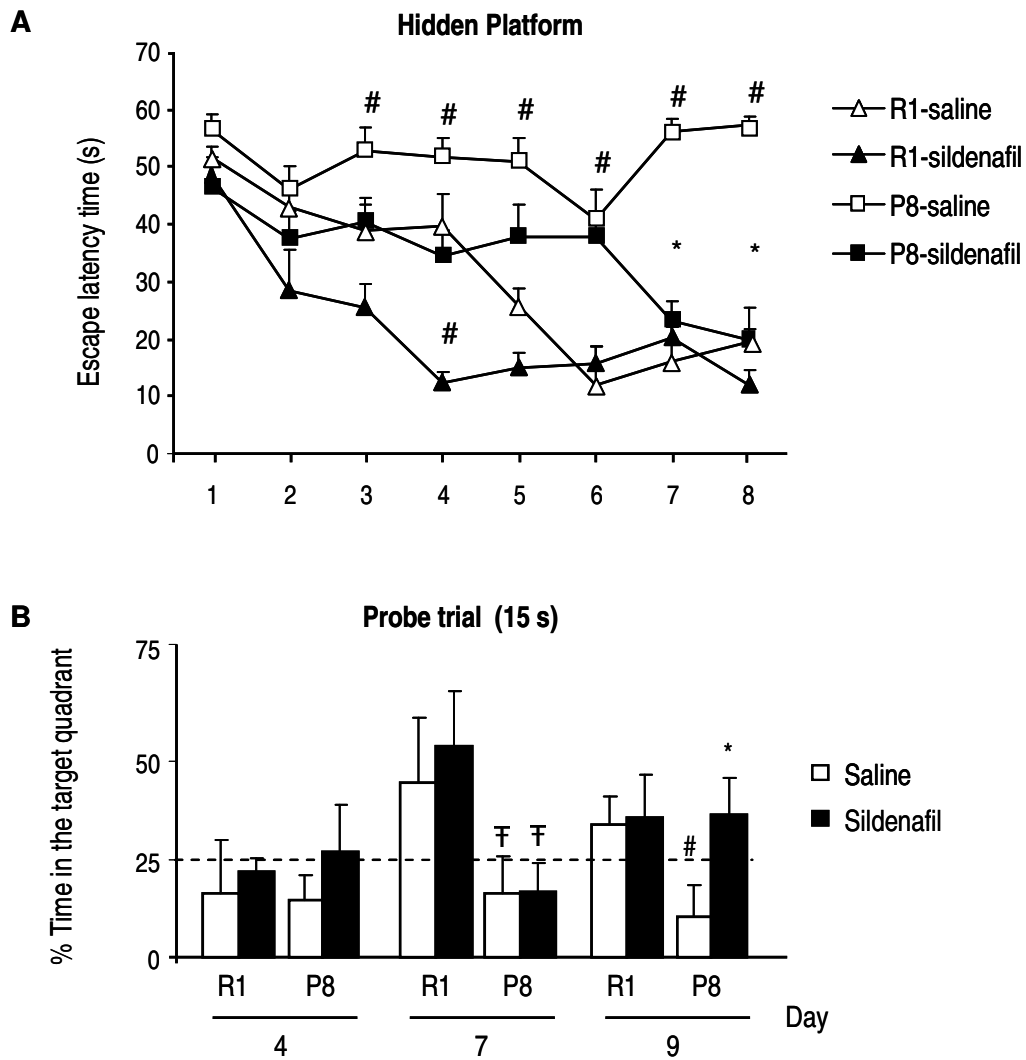 A
Hidden Platform
Escape latency time (s)
70
60
50
40
30
20
10
0
# # # # # #
#
* *
1 2 3 4 5 6 7 8
R1-saline
R1-sildenafil
P8-saline
P8-sildenafil
B
Probe trial (15 s)
% Time in the target quadrant
75
50
25
0
Ŧ Ŧ
#
*
Saline
Sildenafil
R1 P8 R1 P8 R1 P8
4 7 9
Day